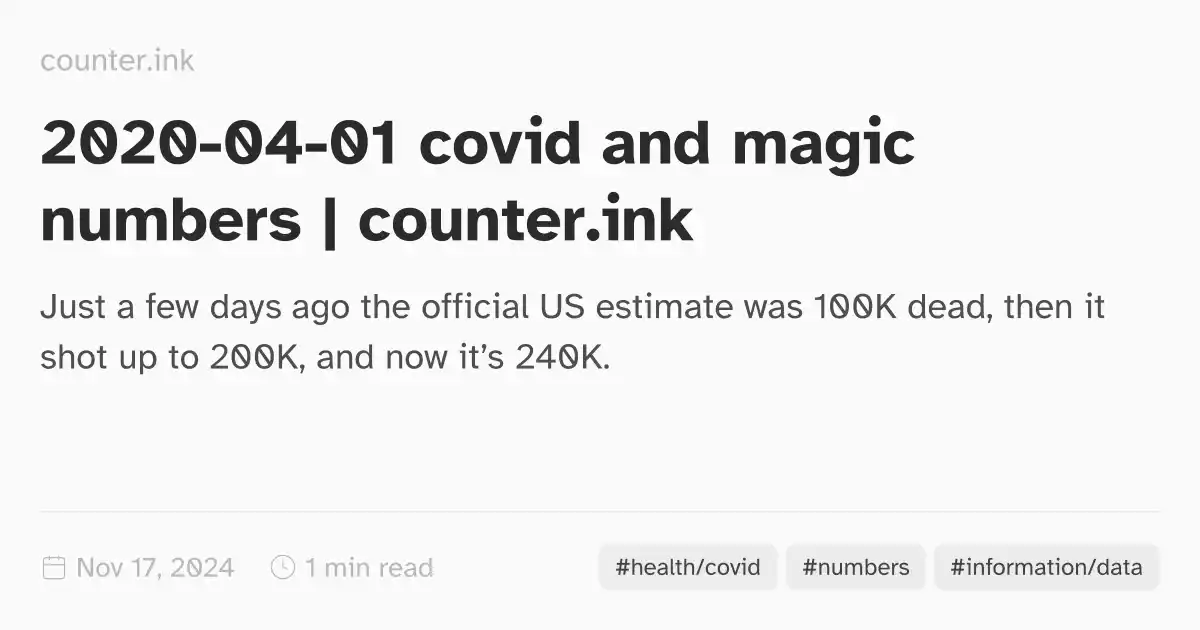 counter.ink
2020-04-01 covid and magic
numbers | counter.ink
Just a few days ago the official US estimate was 100K dead, then it
shot up to 200K, and now it’s 240K.
Nov 17, 2024 1 min read #health/covid #numbers #information/data